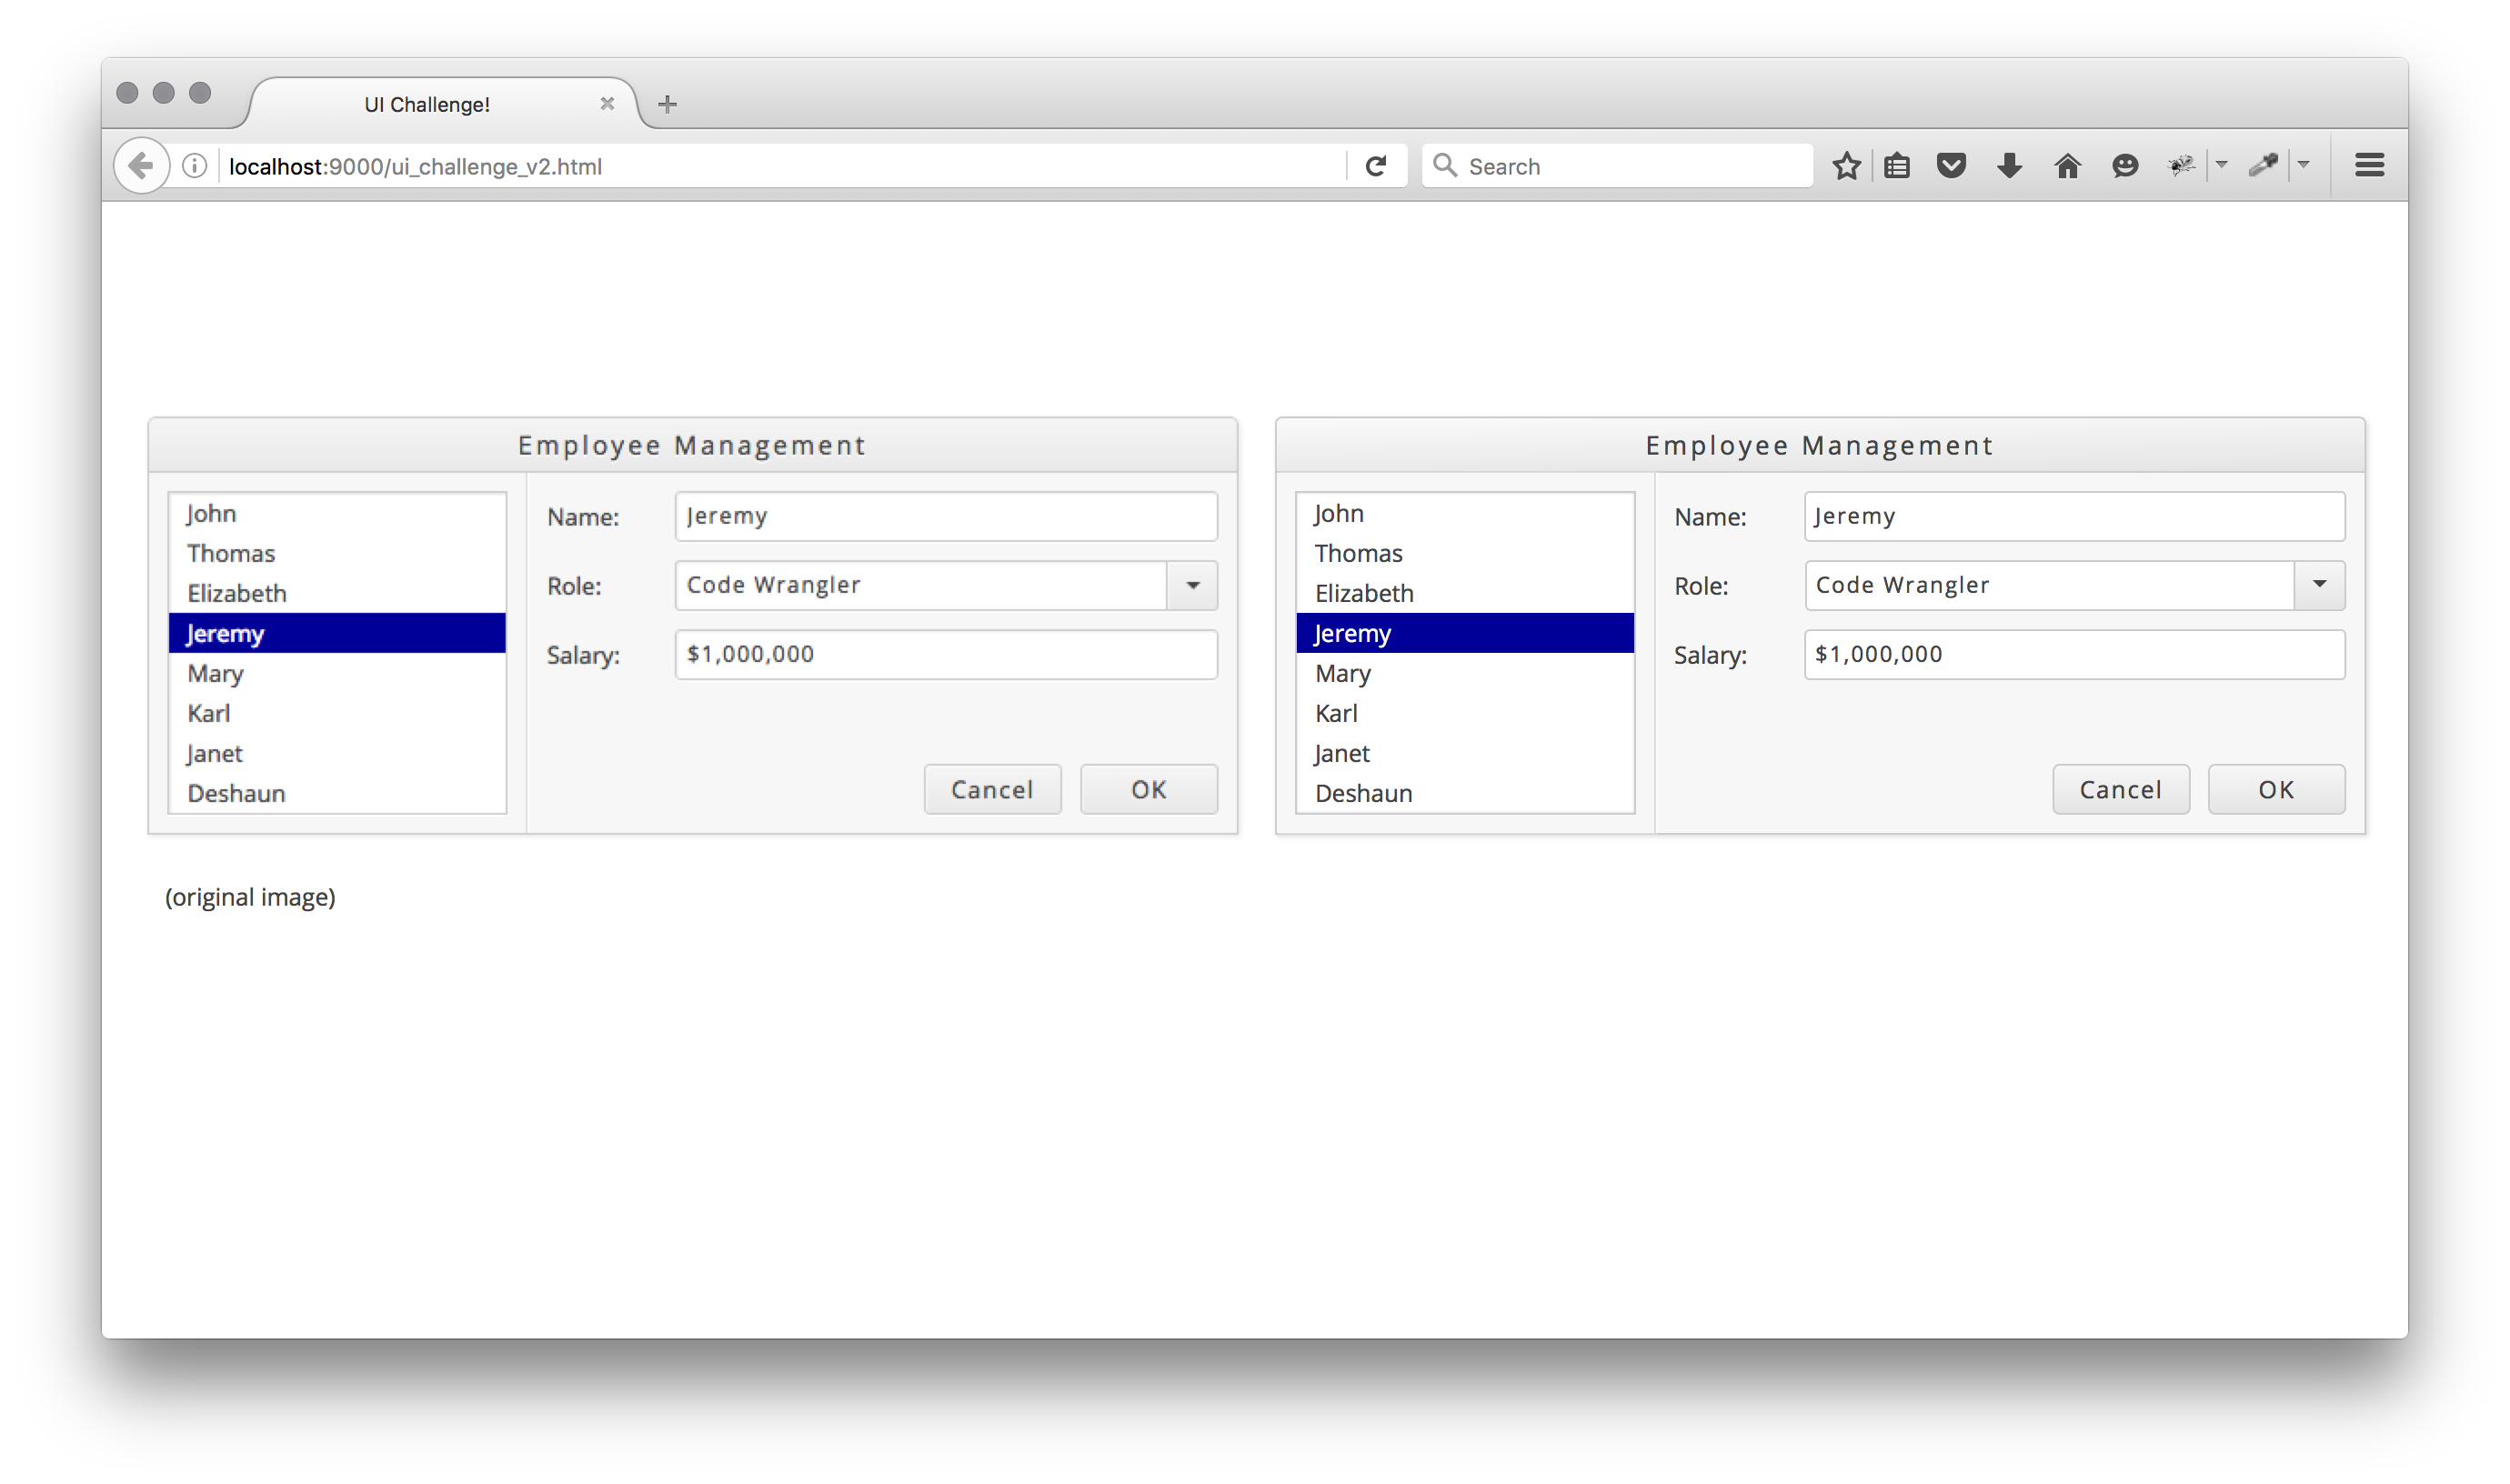 UI Challenge!
localhost:9000/ui_challenge_v2.html
Search
Employee Management
John
Thomas
Elizabeth
Jeremy
Mary
Karl
Janet
Deshaun
Name: Jeremy
Role: Code Wrangler
Salary: $1,000,000
Cancel OK
(original image)
Employee Management
John
Thomas
Elizabeth
Jeremy
Mary
Karl
Janet
Deshaun
Name: Jeremy
Role: Code Wrangler
Salary: $1,000,000
Cancel OK